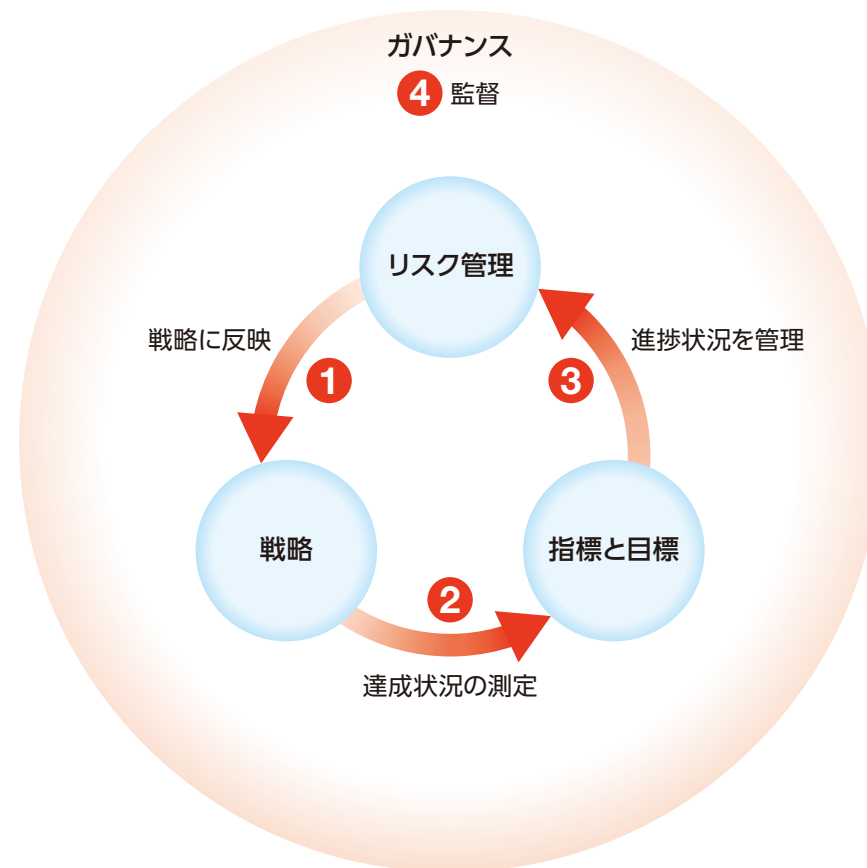 ガバナンス
4 監督
リスク管理
戦略に反映
1
進捗状況を管理
3
戦略
指標と目標
2
達成状況の測定